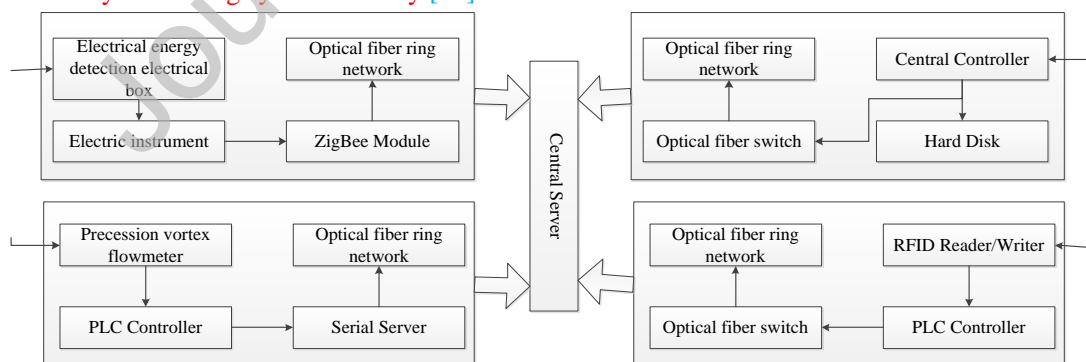 Electrical energy
detection electrical
box
Optical fiber ring
network
Electric instrument
ZigBee Module
Optical fiber ring
network
Central Controller
Optical fiber switch
Hard Disk
Central Server
Precession vortex
flowmeter
Optical fiber ring
network
PLC Controller
Serial Server
Optical fiber ring
network
RFID Reader/Writer
Optical fiber switch
PLC Controller